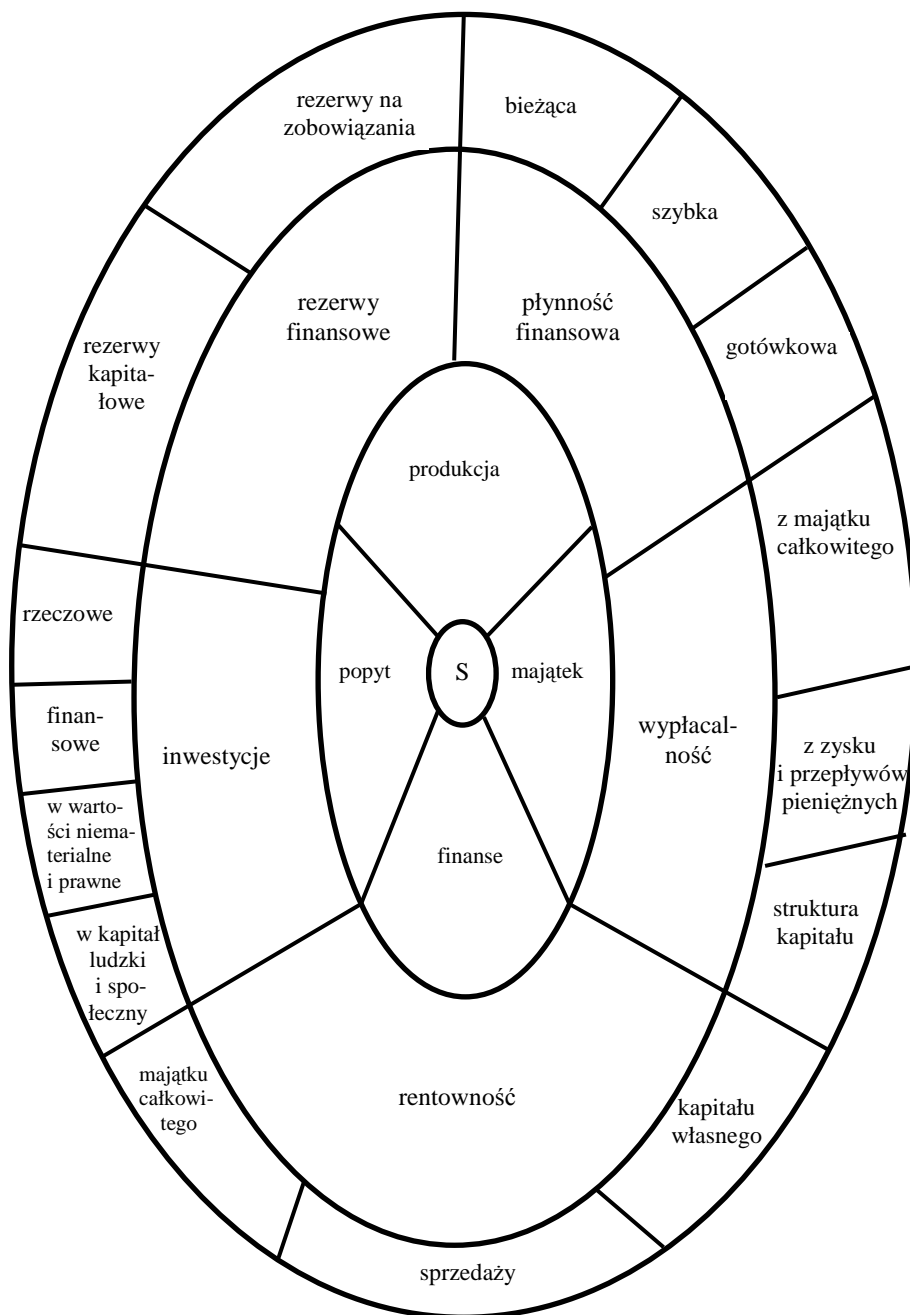 rezerwy na
zobowiązania
bieżąca
szybka
gotówkowa
rezerwy
kapita-
łowe
rezerwy
finansowe
płynność
finansowa
produkcja
z majątku
całkowitego
rzeczowe
popyt
S
majątek
finan-
sowe
inwestycje
wypłacal-
ność
z zysku
i przepływów
pieniężnych
w warto-
ści niema-
terialne
i prawne
finanse
struktura
kapitału
w kapitał
ludzki
i spo-
łeczny
majątku
całkowi-
tego
rentowność
kapitału
własnego
sprzedaży